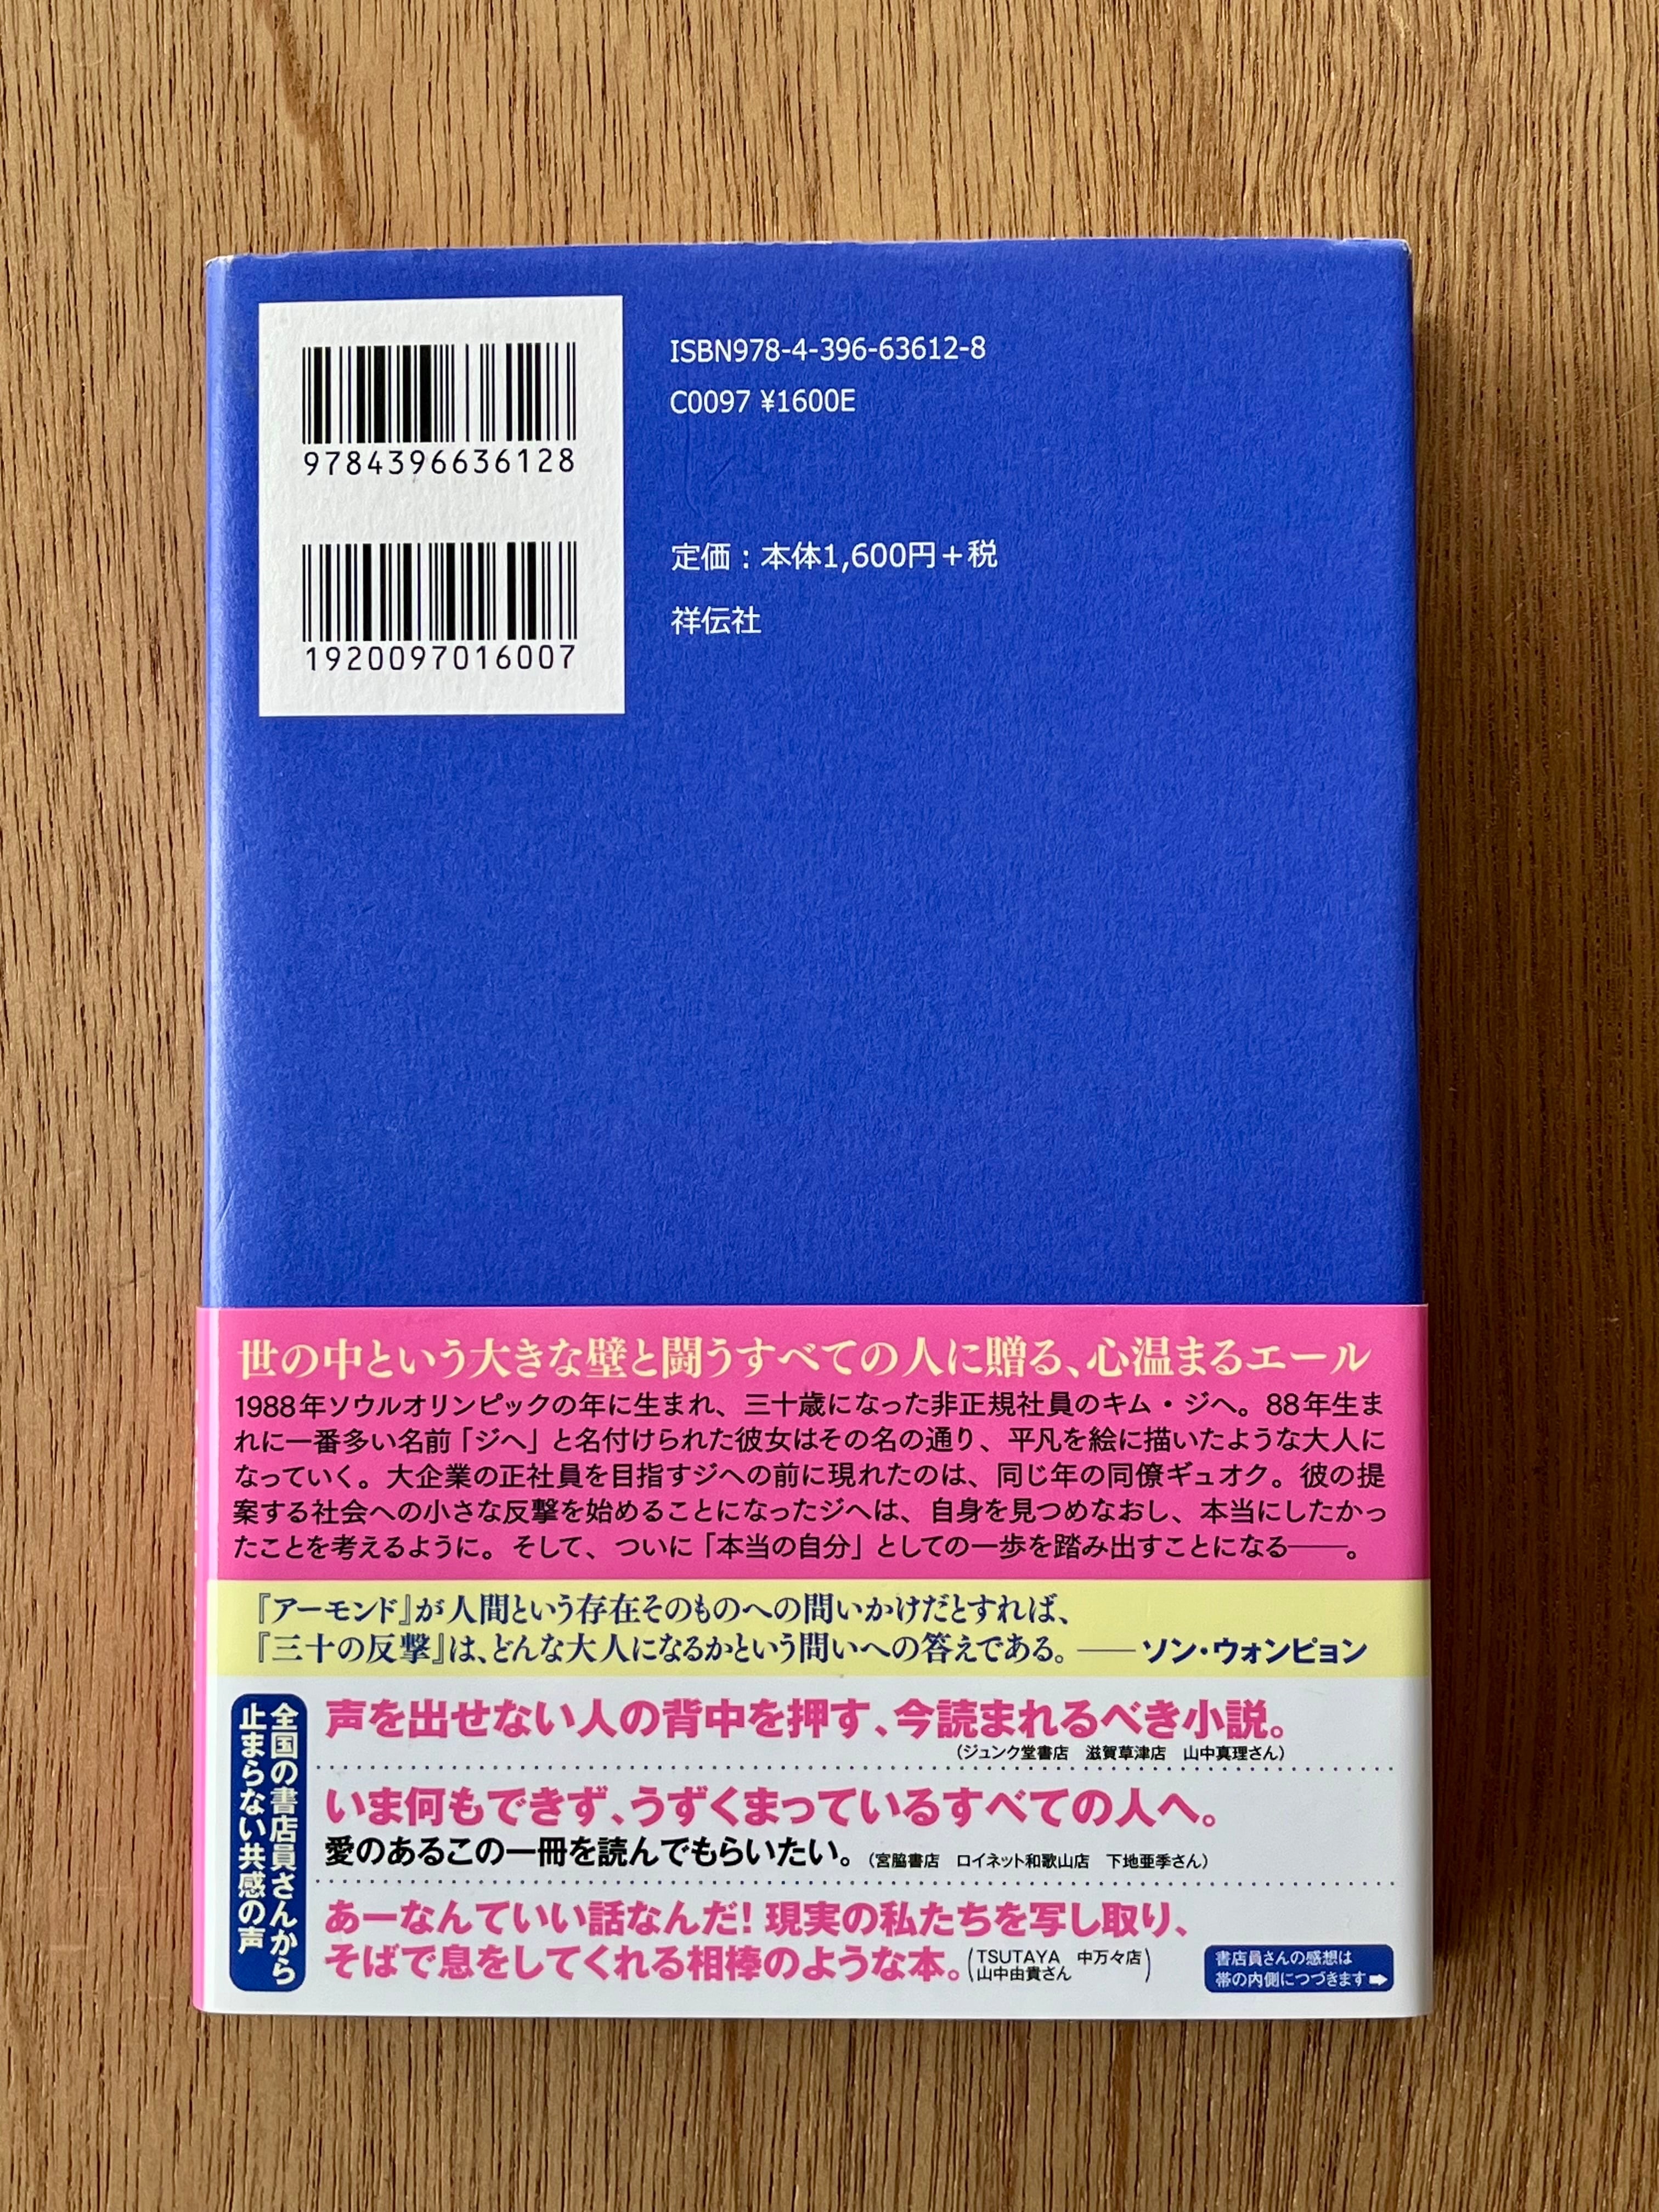 9784396636128
1920097016007
ISBN978-4-396-63612-8
C0097 ¥1600E
定価：本体1,600円＋税
祥伝社
世の中という大きな壁と闘うすべての人に贈る、心温まるエール
1988年ソウルオリンピックの年に生まれ、三十歳になった非正規社員のキム・ジヘ。88年生ま
れに一番多い名前「ジヘ」と名付けられた彼女はその名の通り、平凡を絵に描いたような大人に
なっていく。大企業の正社員を目指すジヘの前に現れたのは、同じ年の同僚ギュオク。彼の提
案する社会への小さな反撃を始めることになったジヘは、自身を見つめなおし、本当にしたかっ
たことを考えるように。そして、ついに「本当の自分」としての一歩を踏み出すことになる――。
『アーモンド』が人間という存在そのものへの問いかけだとすれば、
『三十の反撃』は、どんな大人になるかという問いへの答えである。――ソン・ウォンピョン
全国の書店員さんから
止まらない共感の声
声を出せない人の背中を押す、今読まれるべき小説。
（ジュンク堂書店　滋賀草津店　山中真理さん）
いま何もできず、うずくまっているすべての人へ。
愛のあるこの一冊を読んでもらいたい。（宮脇書店　ロイネット和歌山店　下地亜季さん）
あーなんていい話なんだ！現実の私たちを写し取り、
そばで息をしてくれる相棒のような本。（TSUTAYA　中万々店
山中由貴さん）
書店員さんの感想は
帯の内側につづきます➡